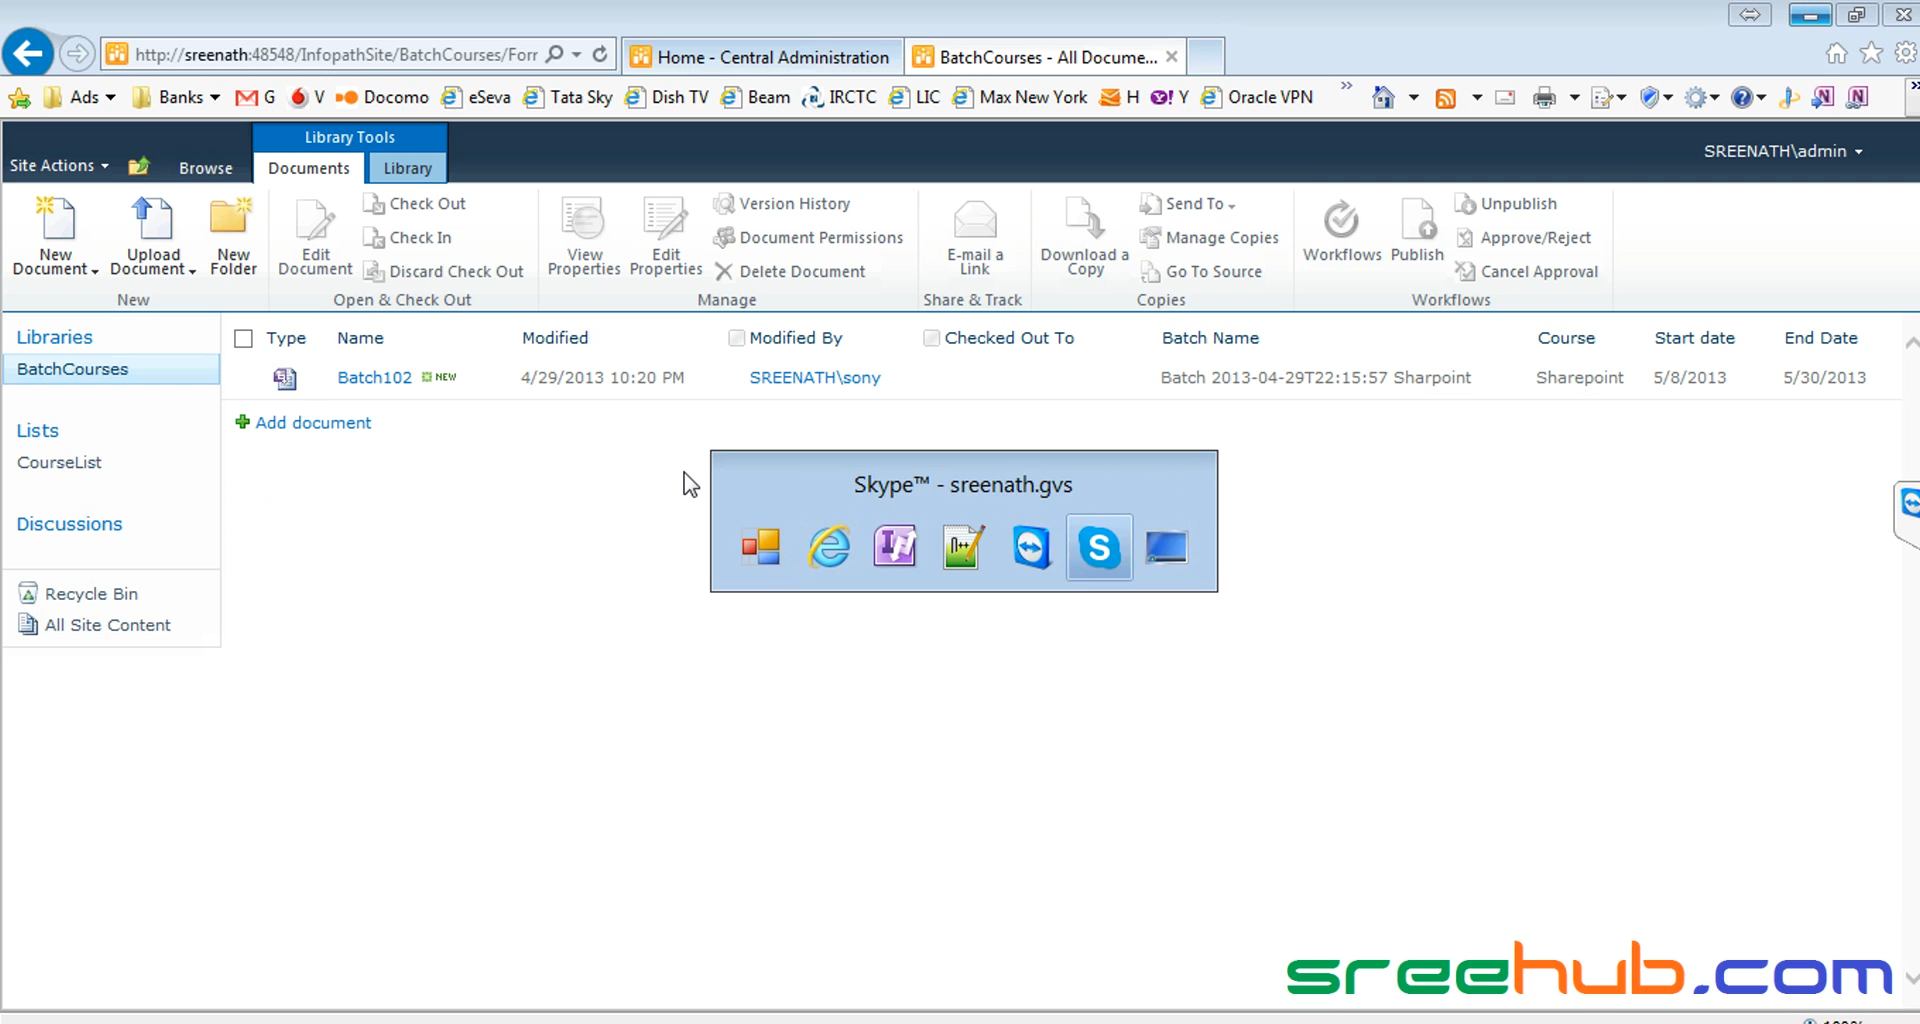 http://sreenath:48548/InfopathSite/BatchCourses/Forr
Home - Central Administration
BatchCourses - All Docume...
Ads
Banks
G
V
Docomo
eSeva
Tata Sky
Dish TV
Beam
IRCTC
LIC
Max New York
H
Y
Oracle VPN
Library Tools
Site Actions
Browse
Documents
Library
SREENATH\admin
New Document
Upload Document
New Folder
New
Edit Document
Check Out
Check In
Discard Check Out
Open & Check Out
View Properties
Edit Properties
Version History
Document Permissions
Delete Document
Manage
E-mail a Link
Share & Track
Download a Copy
Send To
Manage Copies
Go To Source
Copies
Workflows
Publish
Unpublish
Approve/Reject
Cancel Approval
Workflows
Libraries
BatchCourses
Lists
CourseList
Discussions
Recycle Bin
All Site Content
Type Name Modified Modified By Checked Out To Batch Name Course Start date End Date
Batch102 NEW 4/29/2013 10:20 PM SREENATH\sony Batch 2013-04-29T22:15:57 Sharpoint Sharepoint 5/8/2013 5/30/2013
Add document
Skype™ - sreenath.gvs
sreehub.com